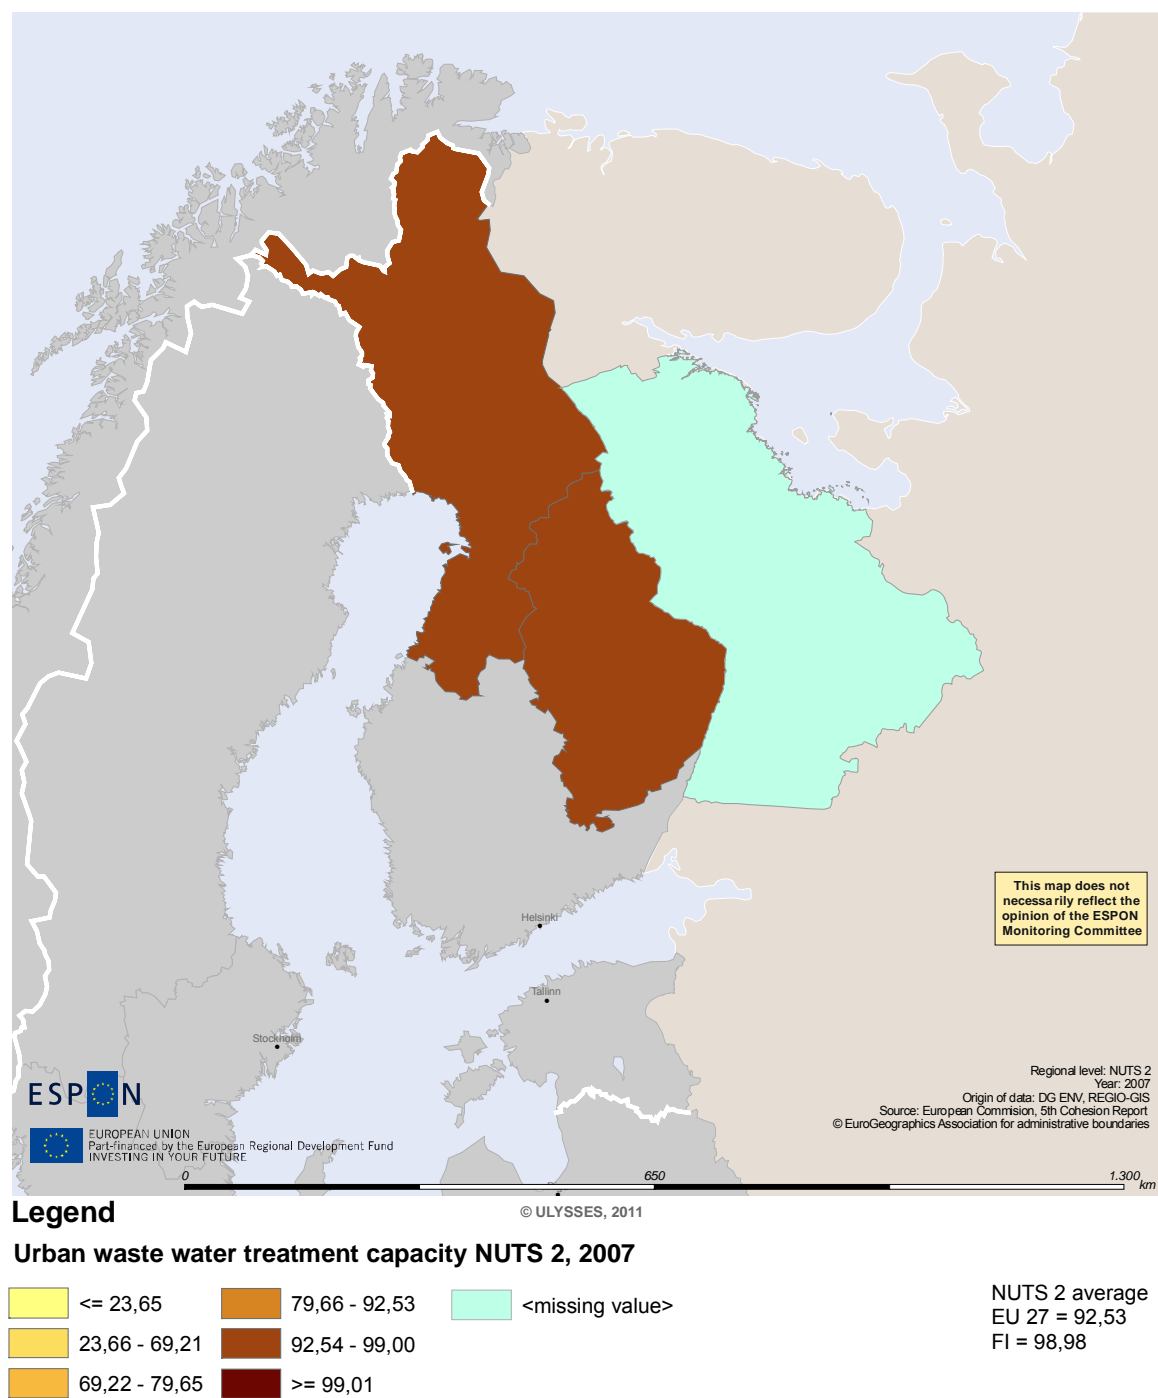 Helsinki
Tallinn
Stockholm
This map does not
necessarily reflect the
opinion of the ESPON
Monitoring Committee
Regional level: NUTS 2
Year: 2007
Origin of data: DG ENV, REGIO-GIS
Source: European Commision, 5th Cohesion Report
© EuroGeographics Association for administrative boundaries
ESPON
EUROPEAN UNION
Part-financed by the European Regional Development Fund
INVESTING IN YOUR FUTURE
0 650 1.300
km
Legend
© ULYSSES, 2011
Urban waste water treatment capacity NUTS 2, 2007
<= 23,65
23,66 - 69,21
69,22 - 79,65
79,66 - 92,53
92,54 - 99,00
>= 99,01
<missing value>
NUTS 2 average
EU 27 = 92,53
FI = 98,98